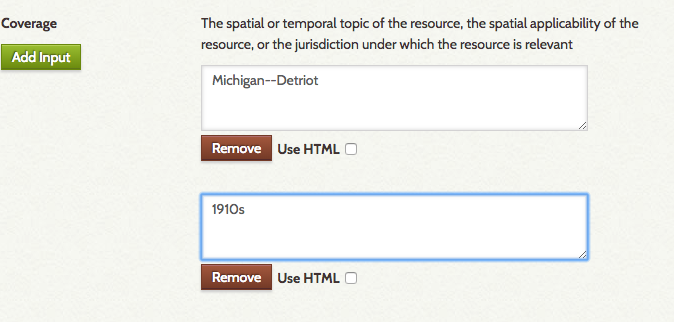 Coverage
Add Input
The spatial or temporal topic of the resource, the spatial applicability of the
resource, or the jurisdiction under which the resource is relevant
Michigan--Detriot
Remove Use HTML
1910s
Remove Use HTML